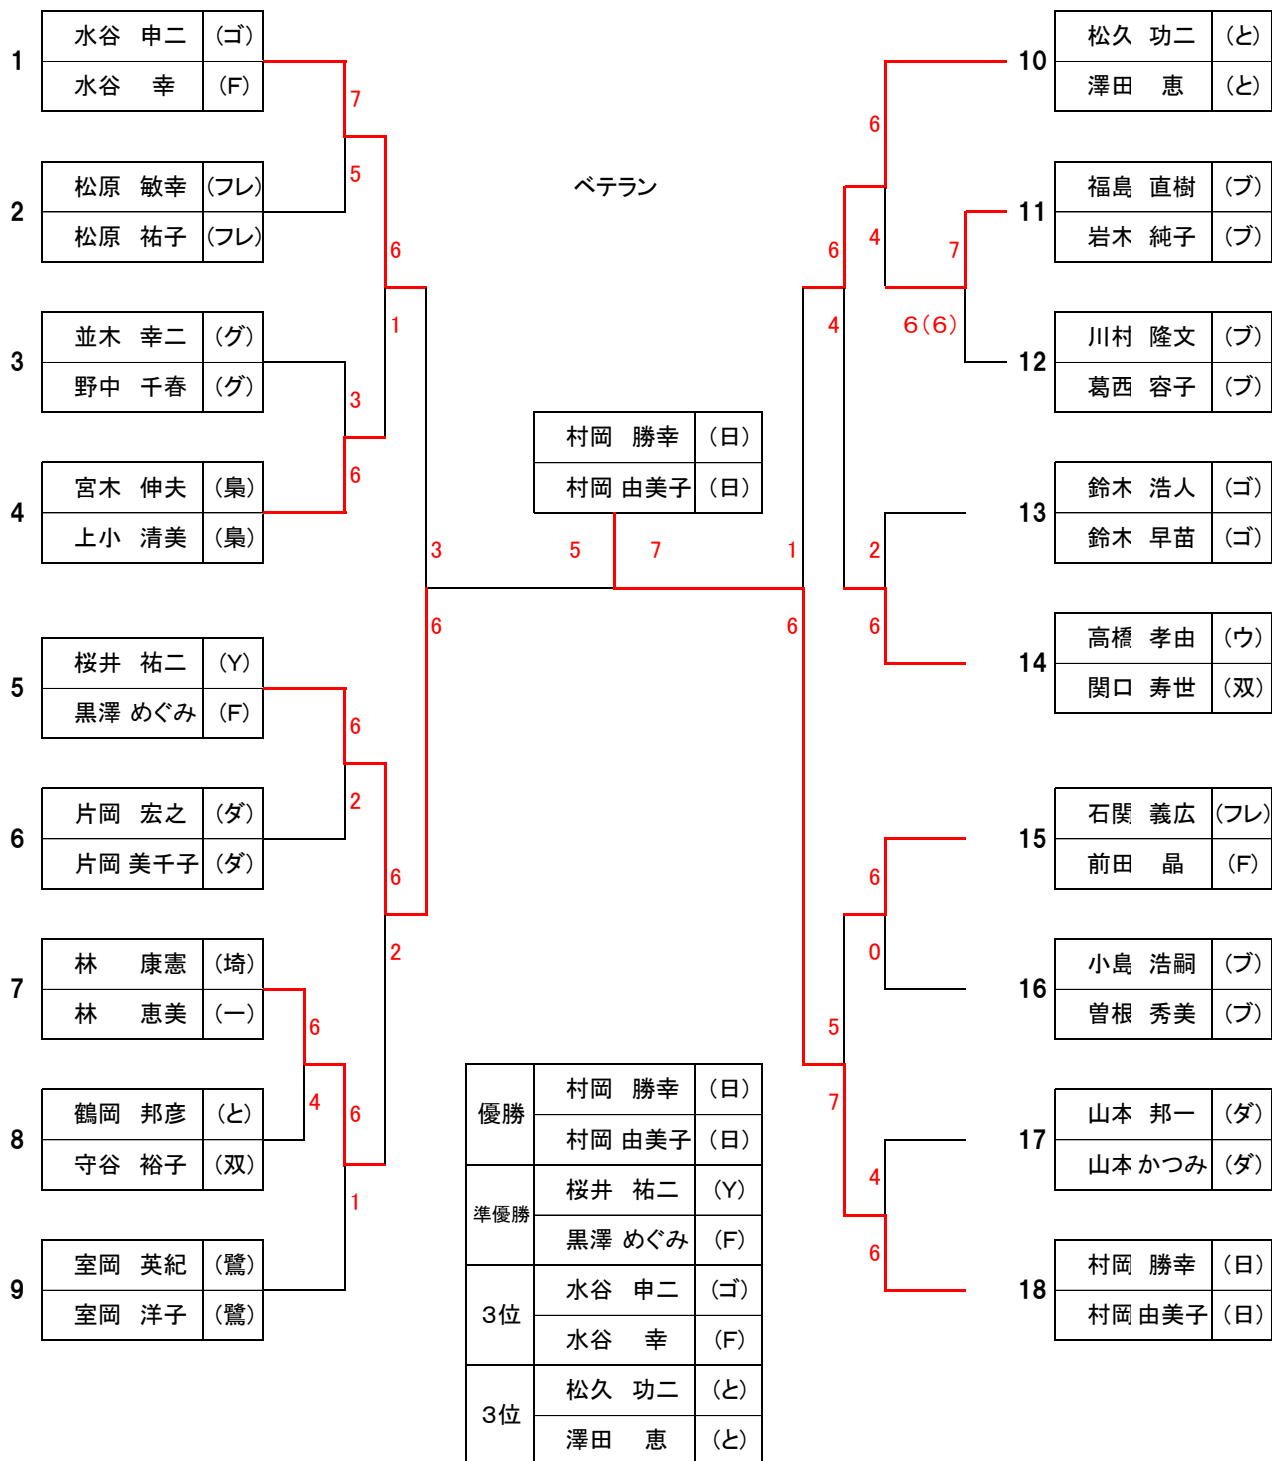 ベテラン
1
水谷 申二 (ゴ)
水谷 幸 (F)
7
5
2
松原 敏幸 (フレ)
松原 祐子 (フレ)
6
1
3
並木 幸二 (グ)
野中 千春 (グ)
3
6
4
宮木 伸夫 (梟)
上小 清美 (梟)
3
6
5
桜井 祐二 (Y)
黒澤 めぐみ (F)
6
2
6
片岡 宏之 (ダ)
片岡 美千子 (ダ)
6
2
7
林 康憲 (埼)
林 恵美 (一)
6
4
8
鶴岡 邦彦 (と)
守谷 裕子 (双)
6
1
9
室岡 英紀 (鷺)
室岡 洋子 (鷺)
村岡 勝幸 (日)
村岡 由美子 (日)
5 7
優勝
村岡 勝幸 (日)
村岡 由美子 (日)
準優勝
桜井 祐二 (Y)
黒澤 めぐみ (F)
3位
水谷 申二 (ゴ)
水谷 幸 (F)
3位
松久 功二 (と)
澤田 恵 (と)
10
松久 功二 (と)
澤田 恵 (と)
6
4
11
福島 直樹 (ブ)
岩木 純子 (ブ)
7
6(6)
12
川村 隆文 (ブ)
葛西 容子 (ブ)
6
4
13
鈴木 浩人 (ゴ)
鈴木 早苗 (ゴ)
2
6
14
高橋 孝由 (ウ)
関口 寿世 (双)
1
6
15
石関 義広 (フレ)
前田 晶 (F)
6
0
16
小島 浩嗣 (ブ)
曽根 秀美 (ブ)
5
7
17
山本 邦一 (ダ)
山本 かつみ (ダ)
4
6
18
村岡 勝幸 (日)
村岡 由美子 (日)